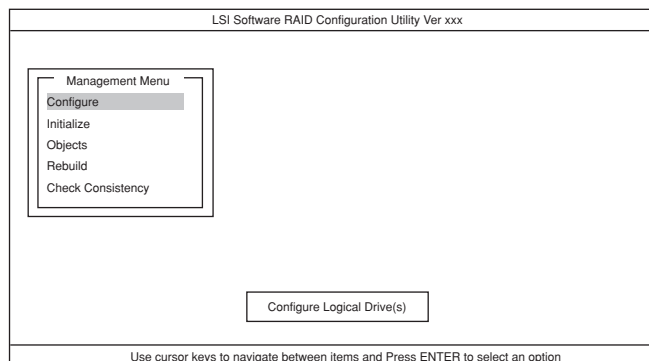 LSI Software RAID Configuration Utility Ver xxx
Management Menu
Configure
Initialize
Objects
Rebuild
Check Consistency
Configure Logical Drive(s)
Use cursor keys to navigate between items and Press ENTER to select an option